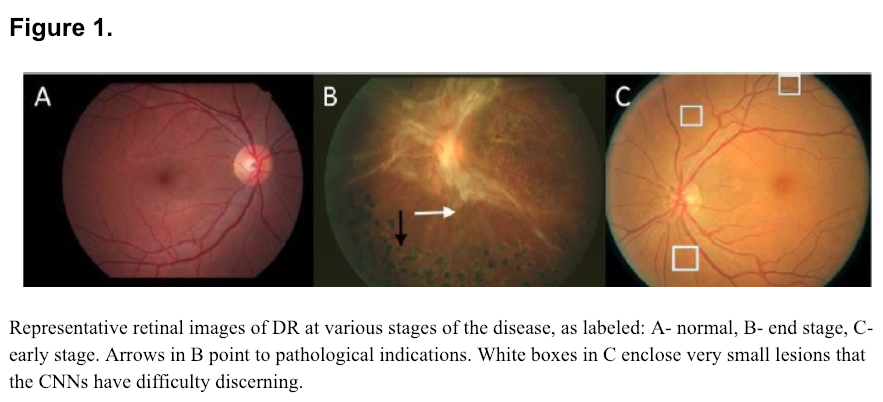 Figure 1.
A B C
Representative retinal images of DR at various stages of the disease, as labeled: A- normal, B- end stage, C-
early stage. Arrows in B point to pathological indications. White boxes in C enclose very small lesions that
the CNNs have difficulty discerning.